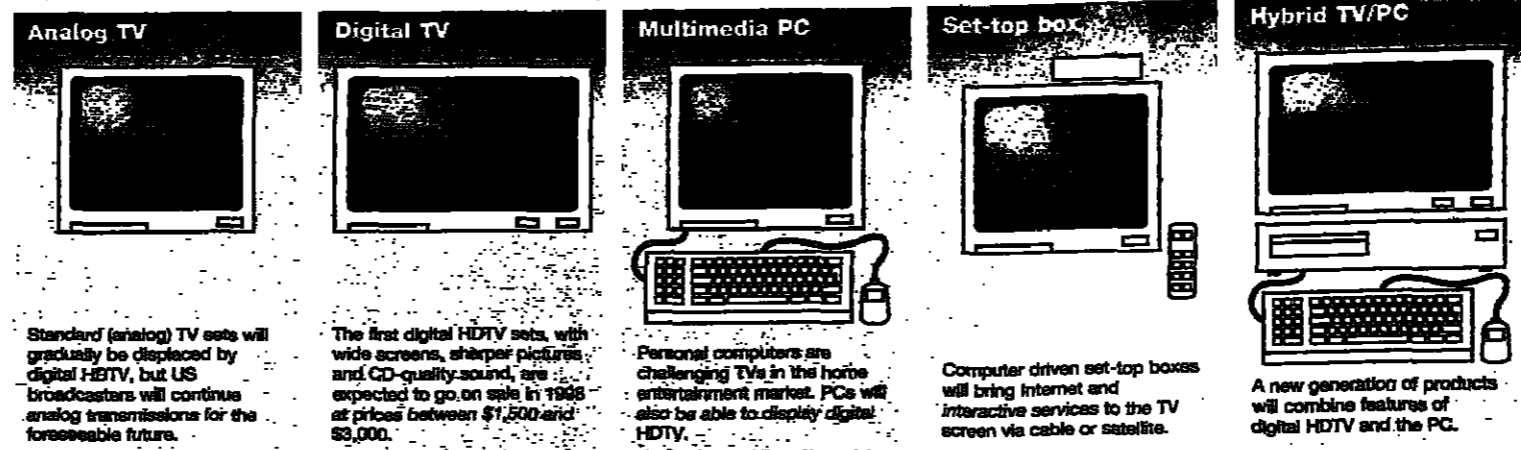 Analog TV
Standard (analog) TV sets will
gradually be displaced by
digital HDTV, but US
broadcasters will continue
analog transmissions for the
foreseeable future.
Digital TV
The first digital HDTV sets, with
wide screens, sharper pictures
and CD-quality sound, are
expected to go on sale in 1998
at prices between $1,500 and
$3,000.
Multimedia PC
Personal computers are
challenging TVs in the home
entertainment market. PCs will
also be able to display digital
HDTV.
Set-top box
Computer driven set-top boxes
will bring Internet and
interactive services to the TV
screen via cable or satellite.
Hybrid TV/PC
A new generation of products
will combine features of
digital HDTV and the PC.